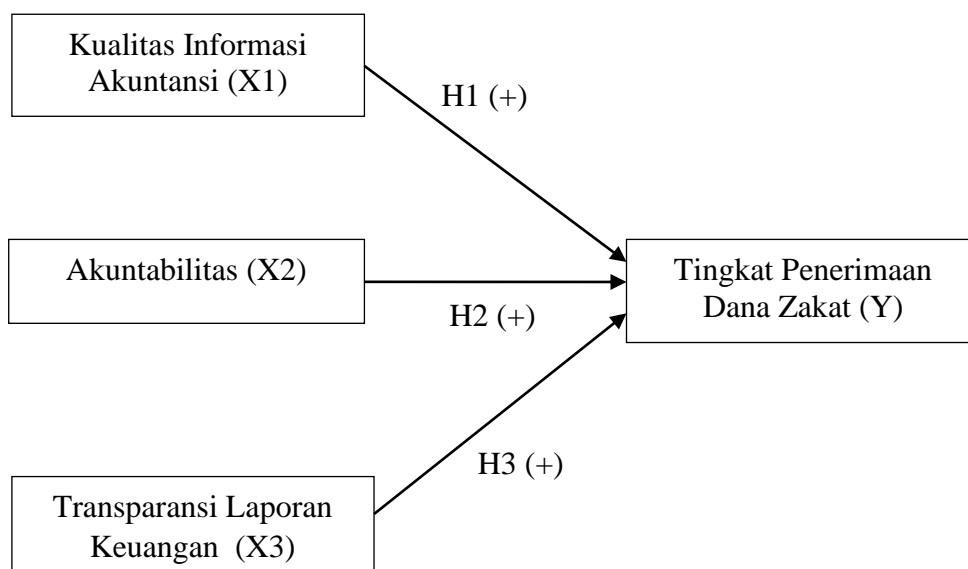 Kualitas Informasi
Akuntansi (X1)
H1 (+)
Akuntabilitas (X2)
H2 (+)
Tingkat Penerimaan
Dana Zakat (Y)
H3 (+)
Transparansi Laporan
Keuangan (X3)